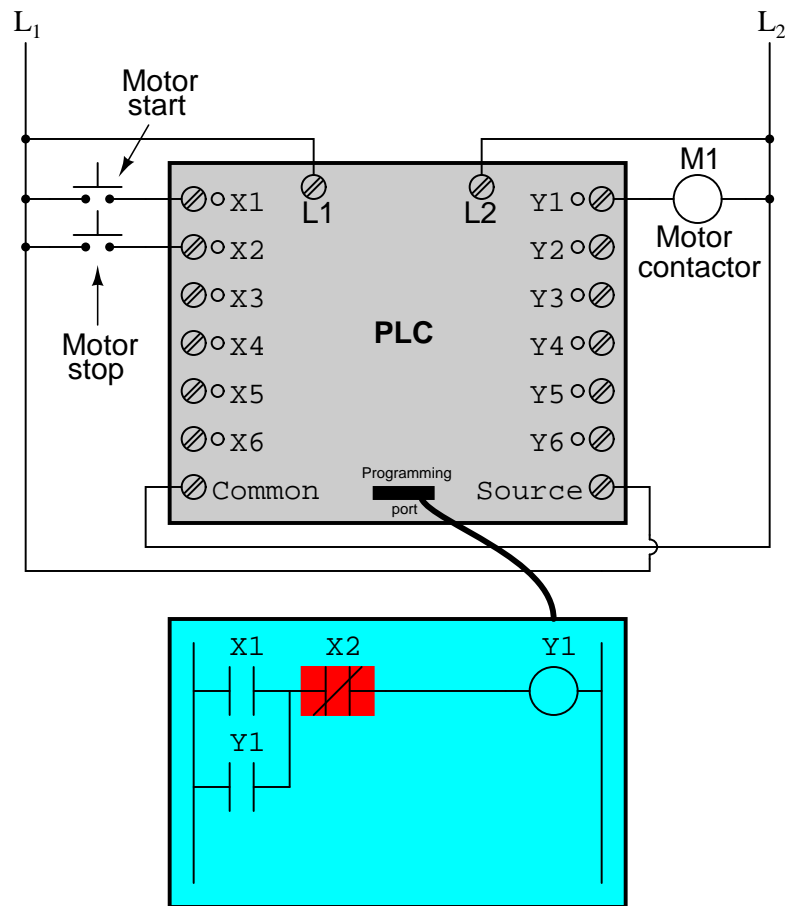 L1 L2
Motor
start
M1
X1 L1 L2 Y1
Motor
contactor
X2 Y2
X3 Y3
Motor
stop
X4 PLC Y4
X5 Y5
X6 Y6
Common Programming
port Source
X1 X2 Y1
Y1